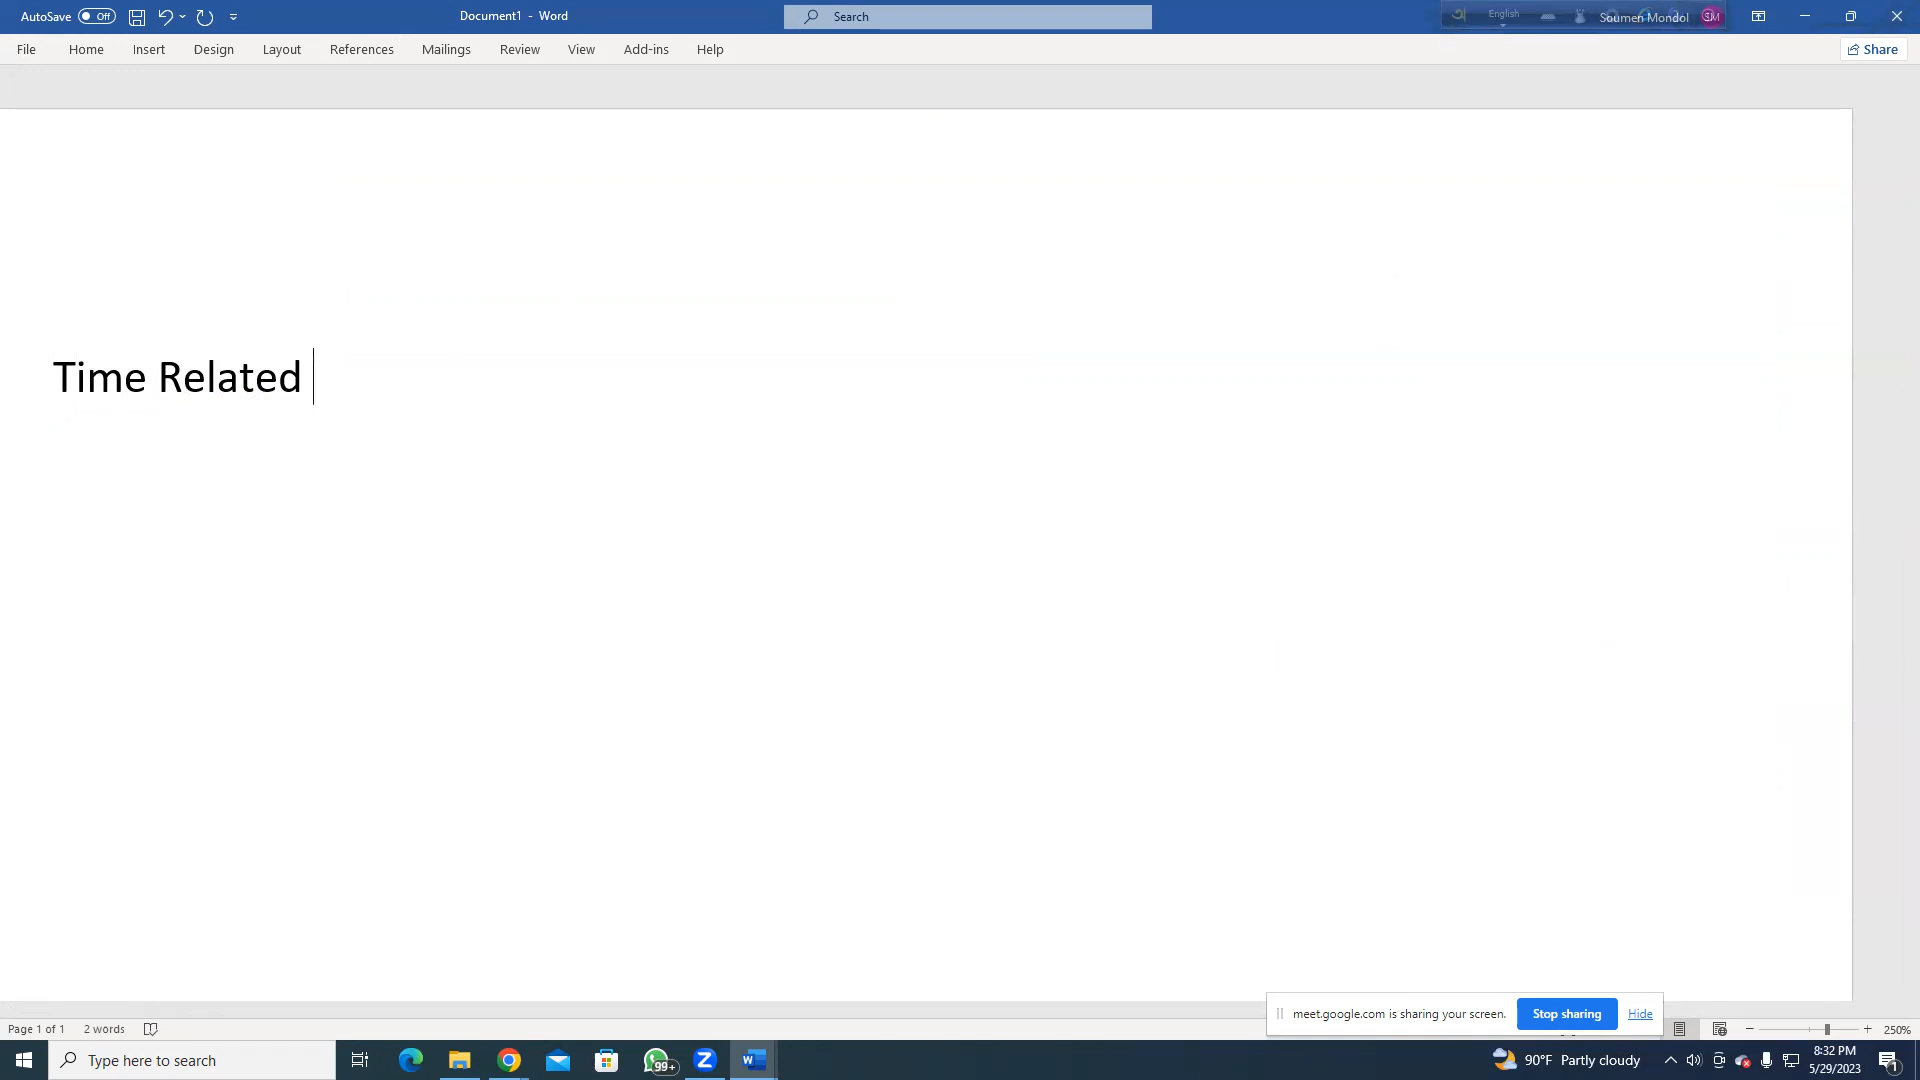 AutoSave Off Document1 - Word Search English Soumen Mondol SM
File Home Insert Design Layout References Mailings Review View Add-ins Help Share
Time Related
meet.google.com is sharing your screen. Stop sharing Hide
Page 1 of 1 2 words 250%
Type here to search 99+ 90°F Partly cloudy 8:32 PM
5/29/2023 1